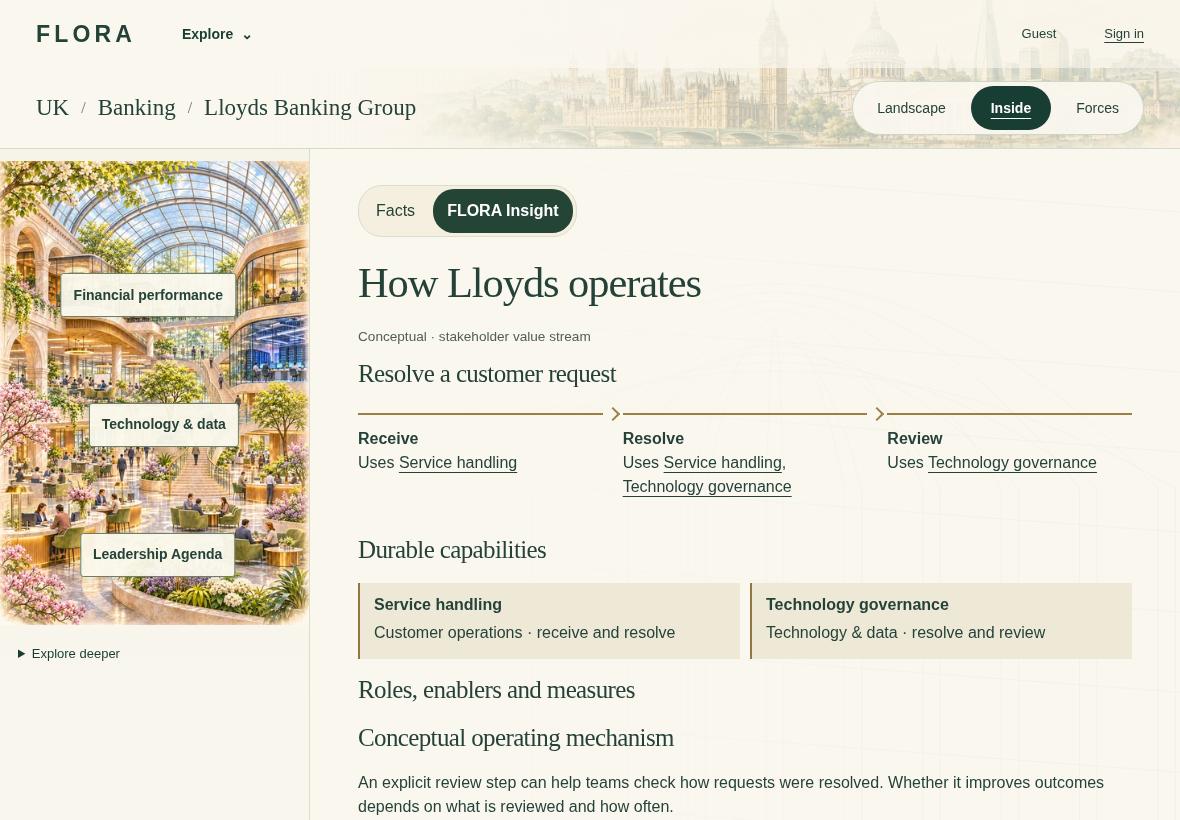 FLORA
Explore
Guest
Sign in
UK / Banking / Lloyds Banking Group
Landscape
Inside
Forces
Financial performance
Technology & data
Leadership Agenda
Explore deeper
Facts
FLORA Insight
How Lloyds operates
Conceptual · stakeholder value stream
Resolve a customer request
Receive
Uses Service handling
Resolve
Uses Service handling,
Technology governance
Review
Uses Technology governance
Durable capabilities
Service handling
Customer operations · receive and resolve
Technology governance
Technology & data · resolve and review
Roles, enablers and measures
Conceptual operating mechanism
An explicit review step can help teams check how requests were resolved. Whether it improves outcomes
depends on what is reviewed and how often.